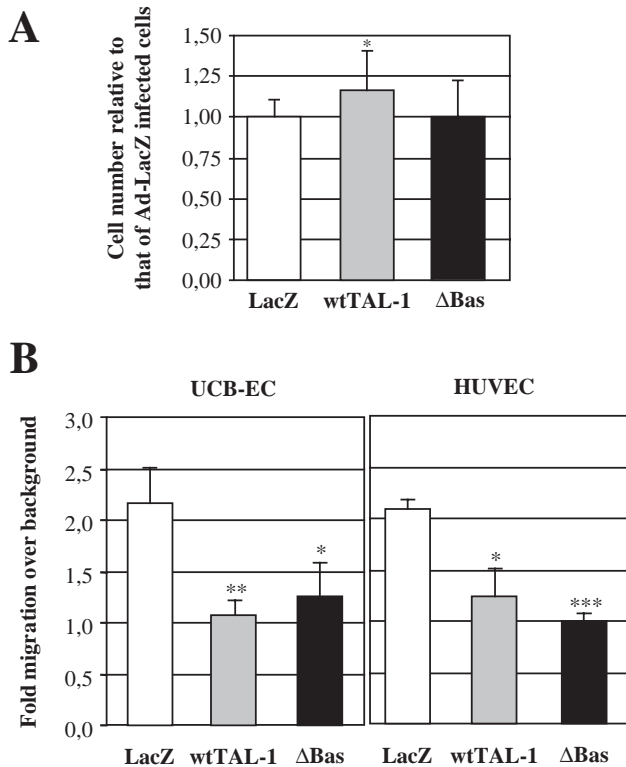 A
Cell number relative to
that of Ad-LacZ infected cells
1,50
1,25
1,00
0,75
0,50
0,25
0,00
*
LacZ wtTAL-1 ΔBas
B
UCB-EC HUVEC
Fold migration over background
3,0
2,5
2,0
1,5
1,0
0,5
0,0
** * * ***
LacZ wtTAL-1 ΔBas LacZ wtTAL-1 ΔBas